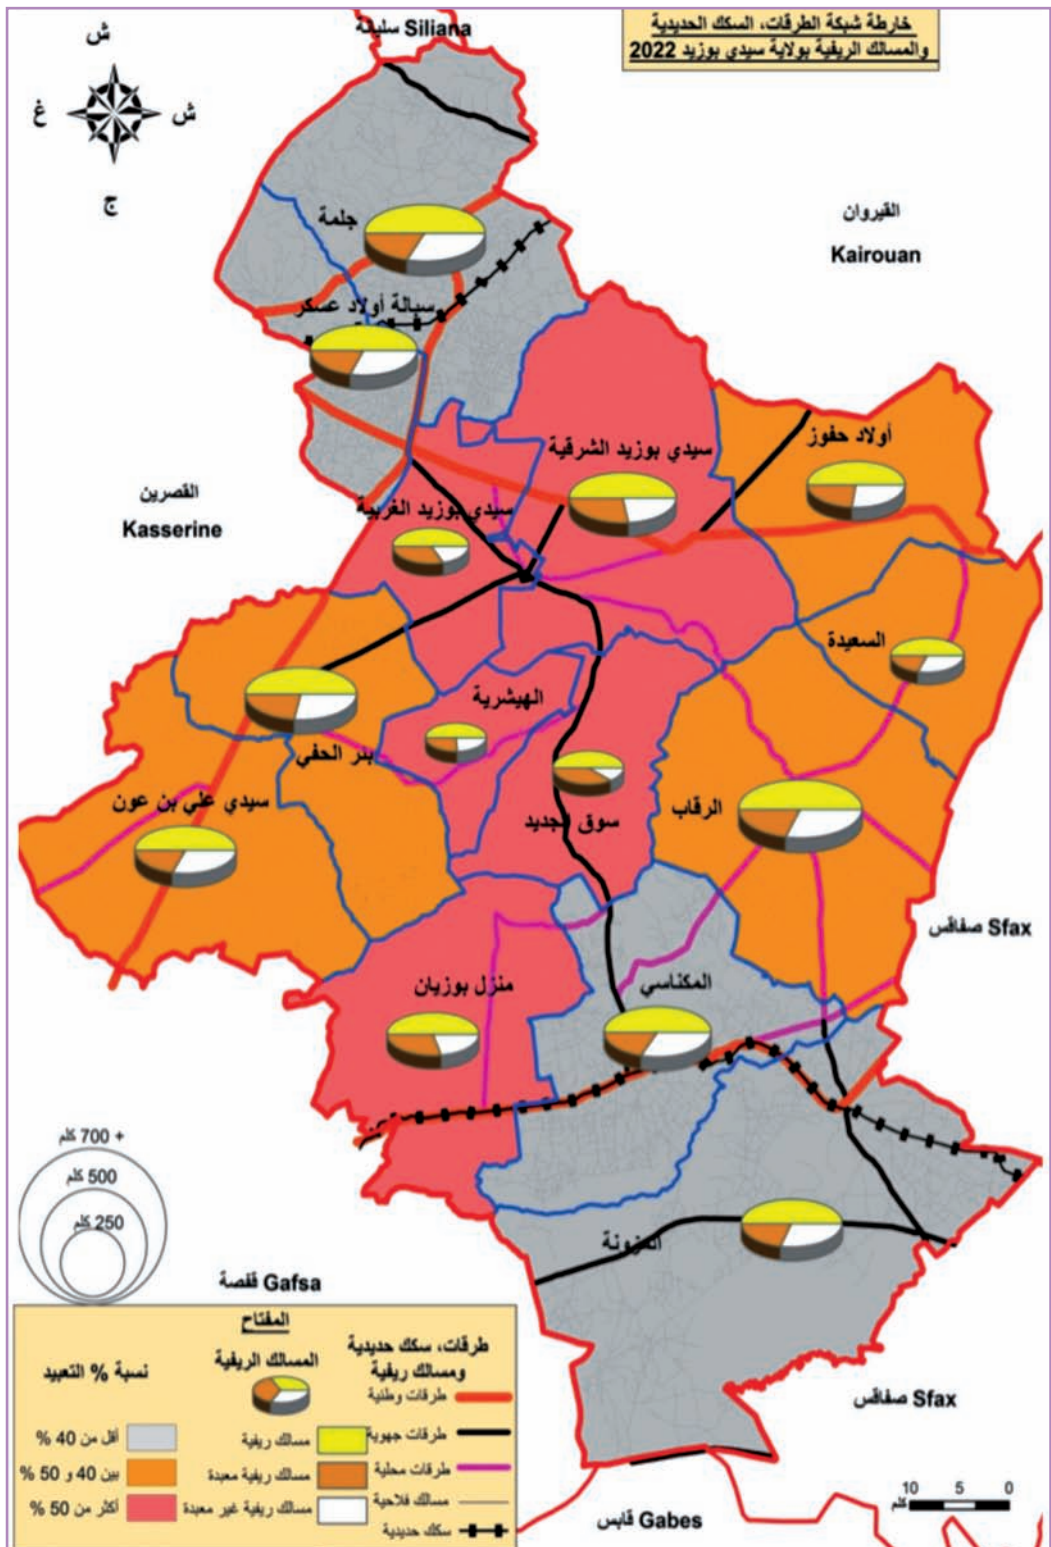 خارطة شبكة الطرقات، السكك الحديدية
والمسالك الريفية بولاية سيدي بوزيد 2022
سليانة Siliana
ش
غ
ش
ج
القيروان
Kairouan
جلمة
سبالة أولاد عسكر
أولاد حفوز
سيدي بوزيد الشرقية
القصرين
Kasserine
سيدي بوزيد الغربية
السعيدة
الهيشرية
بئر الحفي
سيدي علي بن عون
الرقاب
سوق الجديد
صفاقس Sfax
المكناسي
منزل بوزيان
+ 700 كلم
500 كلم
250 كلم
المزونة
قفصة Gafsa
المفتاح
طرقات، سكك حديدية
ومسالك ريفية
المسالك الريفية
نسبة % التعبيد
طرقات وطنية
طرقات جهوية
طرقات محلية
مسالك فلاحية
سكك حديدية
مسالك ريفية
مسالك ريفية معبدة
مسالك ريفية غير معبدة
أقل من 40 %
بين 40 و 50 %
أكثر من 50 %
صفاقس Sfax
10 5 0
كلم
قابس Gabes